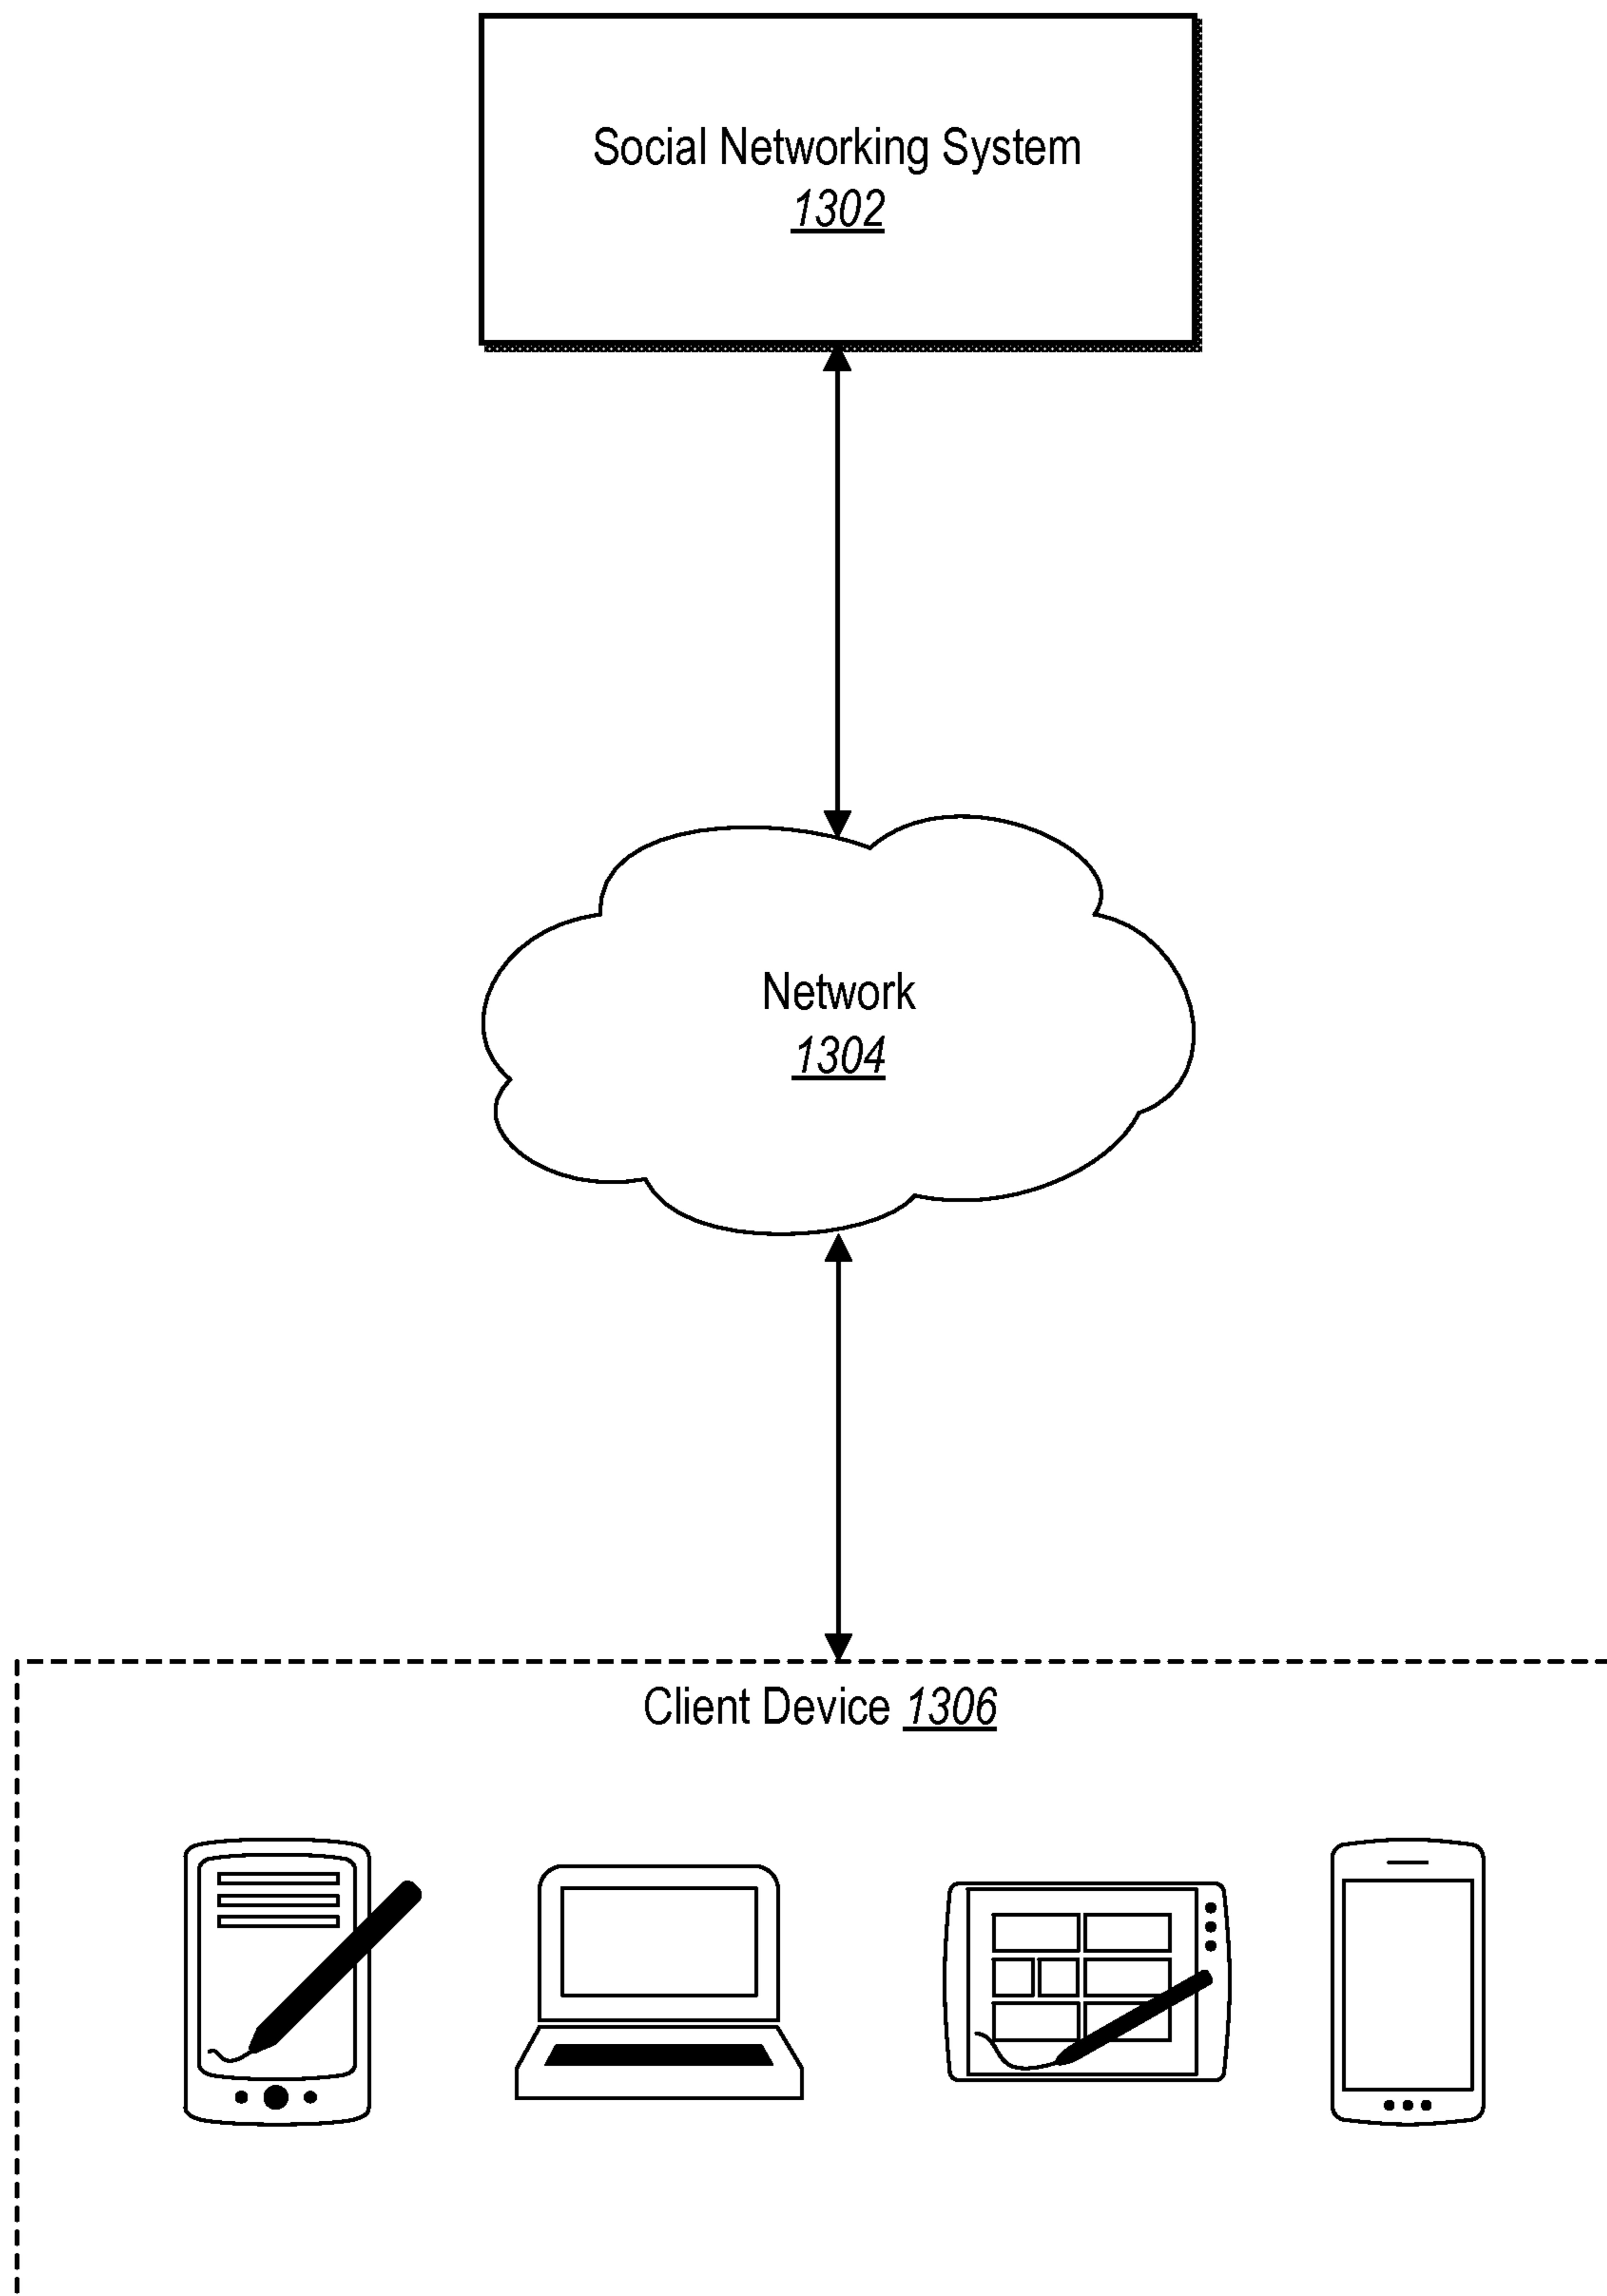 Social Networking System
1302
Network
1304
Client Device 1306